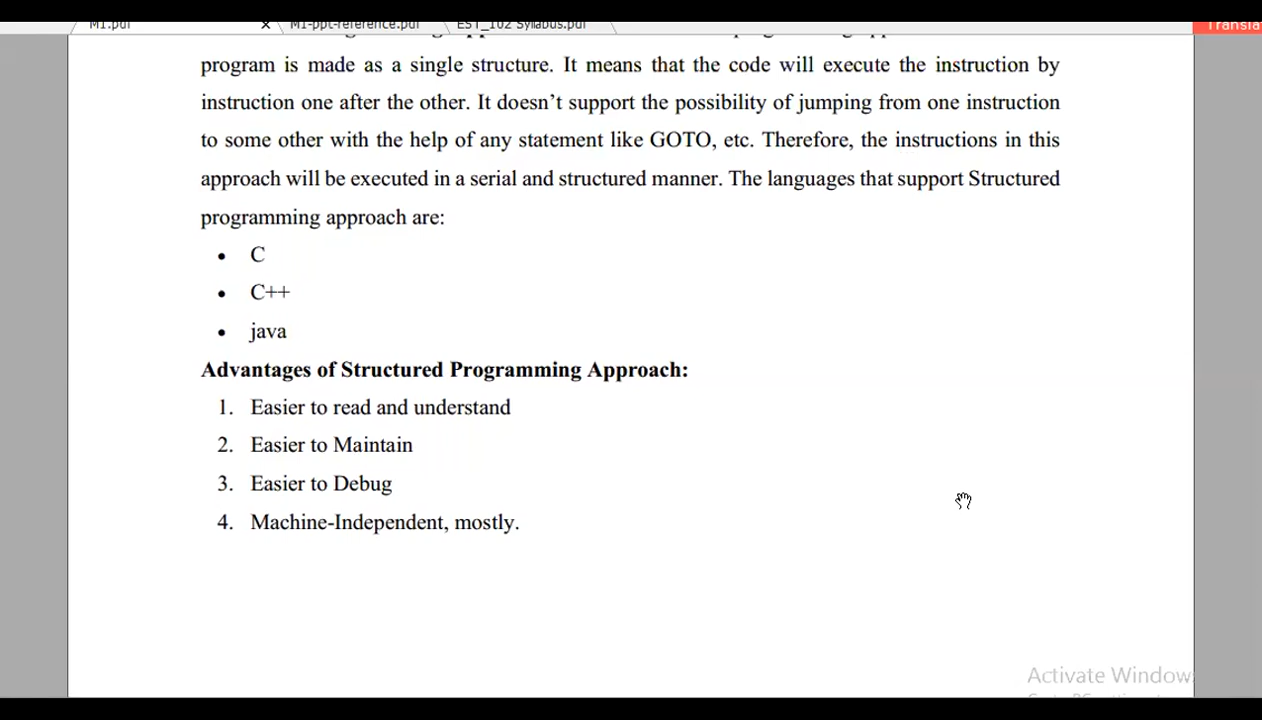 M1.pdf × M1-ppt-reference.pdf EST_102 Syllabus.pdf Transla
program is made as a single structure. It means that the code will execute the instruction by
instruction one after the other. It doesn’t support the possibility of jumping from one instruction
to some other with the help of any statement like GOTO, etc. Therefore, the instructions in this
approach will be executed in a serial and structured manner. The languages that support Structured
programming approach are:
• C
• C++
• java
Advantages of Structured Programming Approach:
1. Easier to read and understand
2. Easier to Maintain
3. Easier to Debug
4. Machine-Independent, mostly.
Activate Window